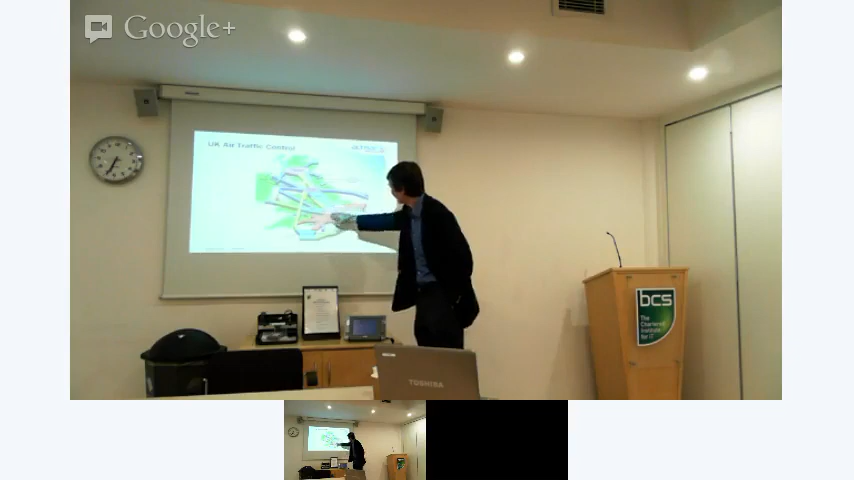 Google+
UK Air Traffic Control
bcs
The
Chartered
Institute
for IT
TOSHIBA